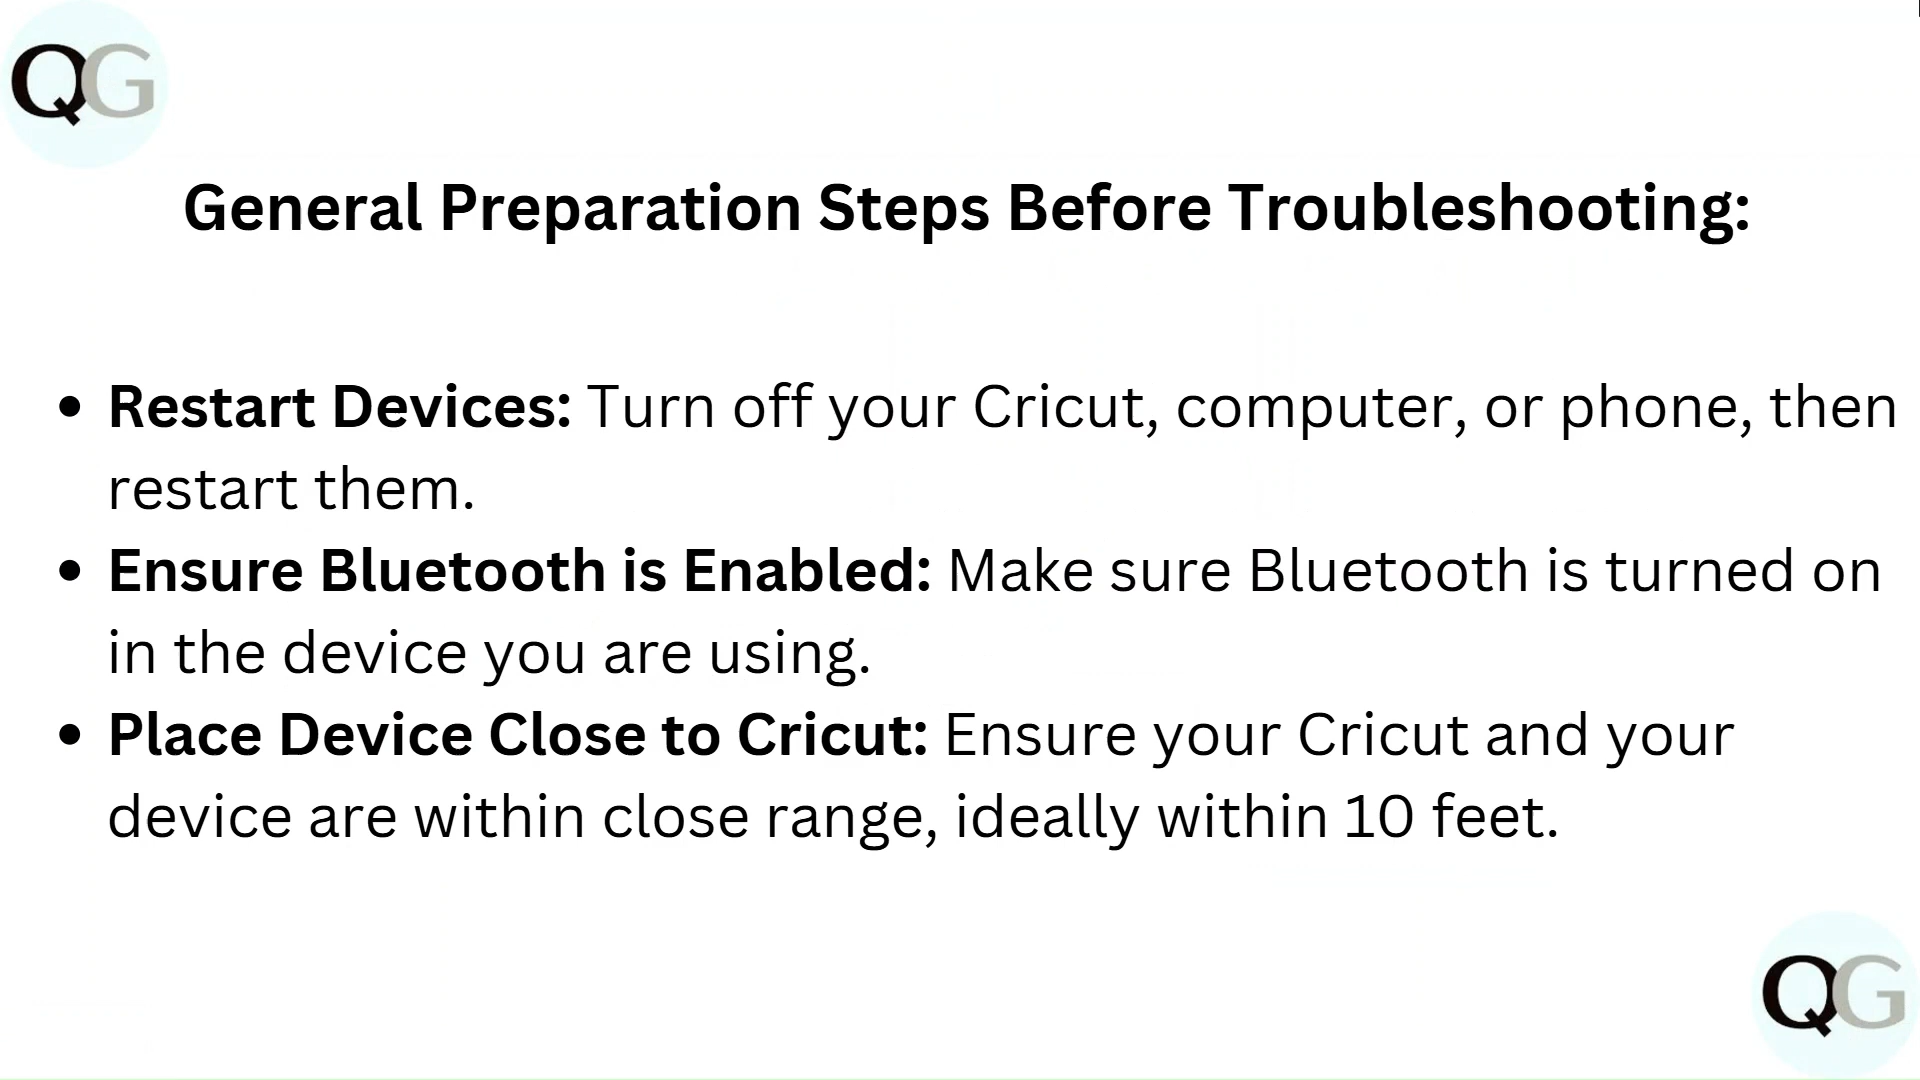 QG
General Preparation Steps Before Troubleshooting:
• Restart Devices: Turn off your Cricut, computer, or phone, then
restart them.
• Ensure Bluetooth is Enabled: Make sure Bluetooth is turned on
in the device you are using.
• Place Device Close to Cricut: Ensure your Cricut and your
device are within close range, ideally within 10 feet.
QG